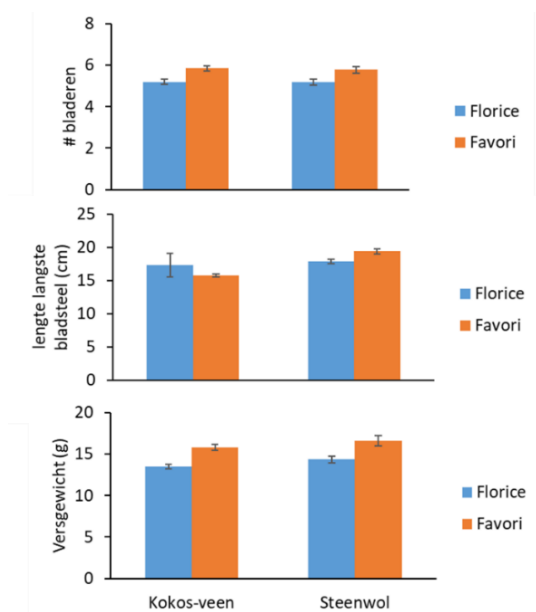 8
6
4
2
0
# bladeren
Florice
Favori
25
20
15
10
5
0
lengte langste
bladsteel (cm)
Florice
Favori
20
15
10
5
0
Versgewicht (g)
Florice
Favori
Kokos-veen Steenwol